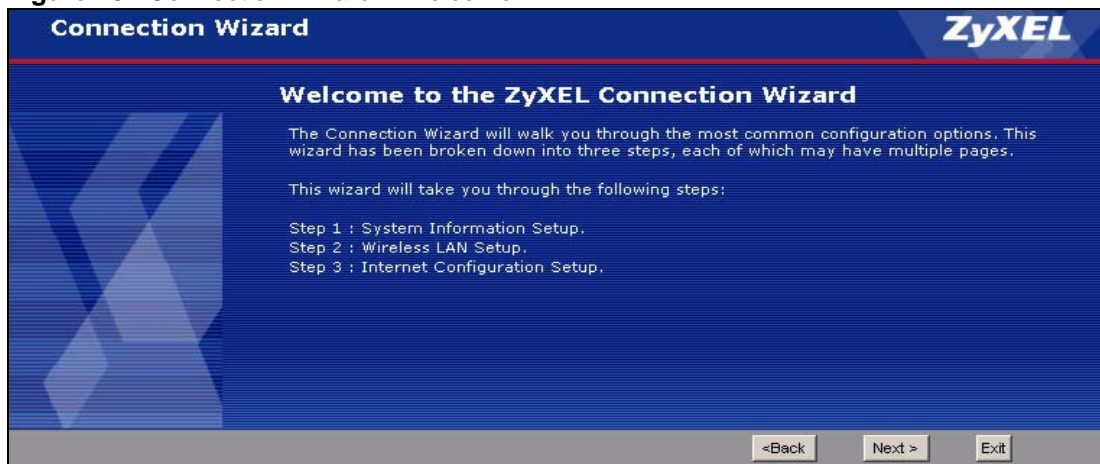 Connection Wizard
ZyXEL
Welcome to the ZyXEL Connection Wizard
The Connection Wizard will walk you through the most common configuration options. This
wizard has been broken down into three steps, each of which may have multiple pages.
This wizard will take you through the following steps:
Step 1 : System Information Setup.
Step 2 : Wireless LAN Setup.
Step 3 : Internet Configuration Setup.
<Back
Next >
Exit